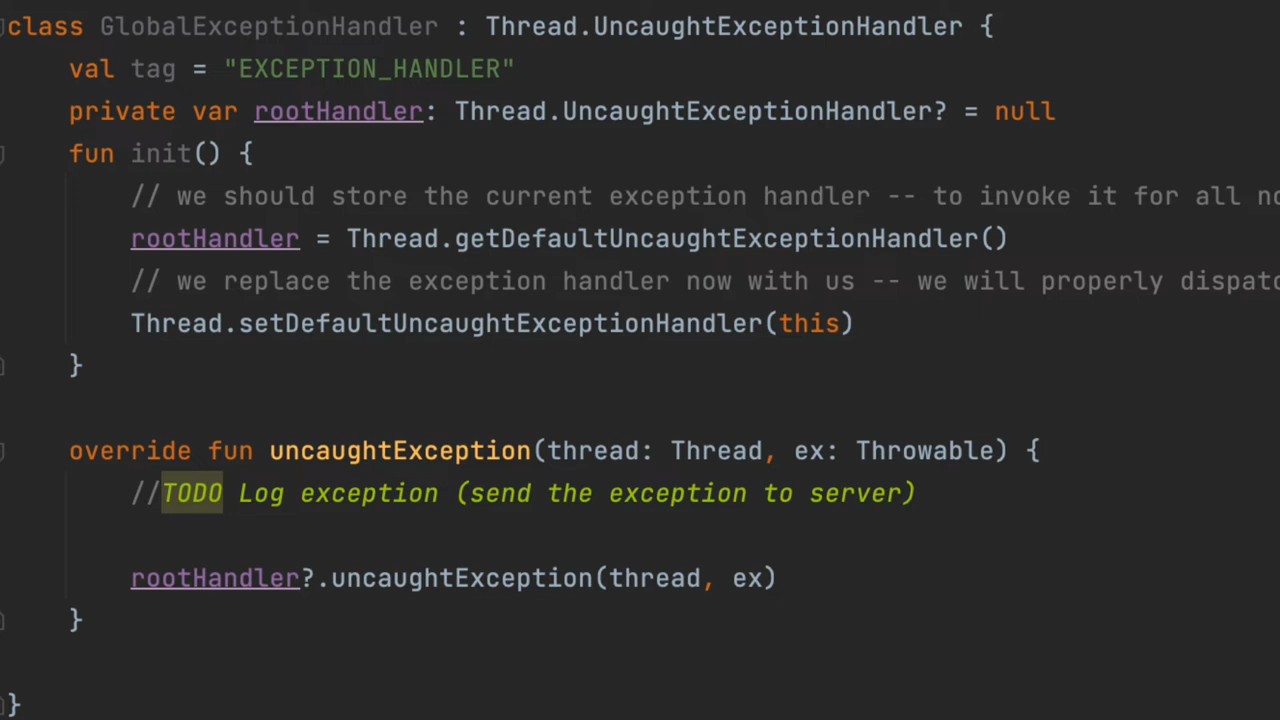 class GlobalExceptionHandler : Thread.UncaughtExceptionHandler {
    val tag = "EXCEPTION_HANDLER"
    private var rootHandler: Thread.UncaughtExceptionHandler? = null
    fun init() {
        // we should store the current exception handler -- to invoke it for all
        rootHandler = Thread.getDefaultUncaughtExceptionHandler()
        // we replace the exception handler now with us -- we will properly
        Thread.setDefaultUncaughtExceptionHandler(this)
    }
    override fun uncaughtException(thread: Thread, ex: Throwable) {
        //TODO Log exception (send the exception to server)
        rootHandler?.uncaughtException(thread, ex)
    }
}